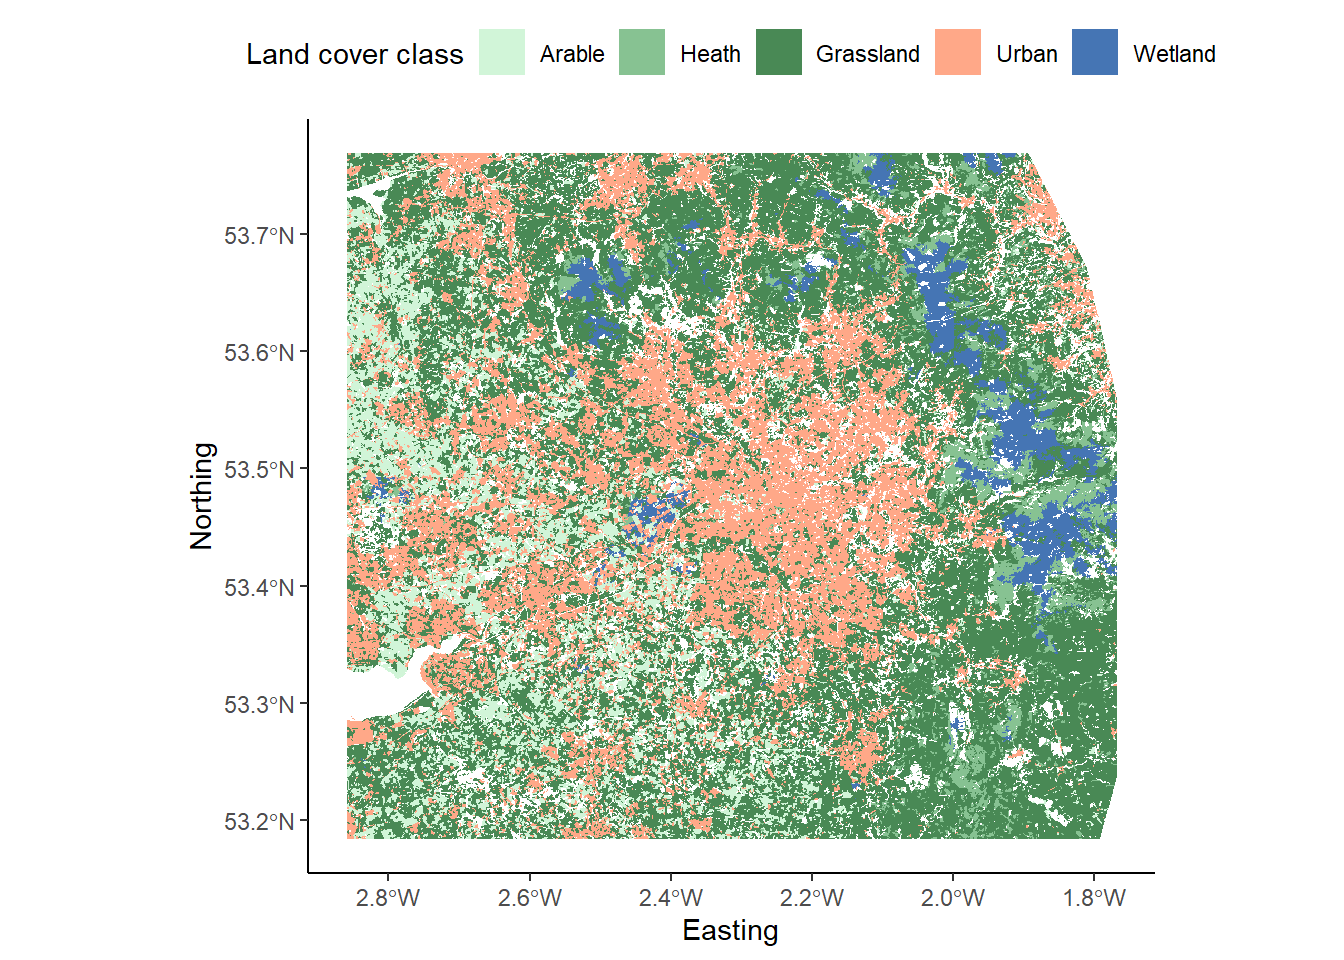 Land cover class Arable Heath Grassland Urban Wetland
53.7°N
53.6°N
53.5°N
53.4°N
53.3°N
53.2°N
Northing
2.8°W 2.6°W 2.4°W 2.2°W 2.0°W 1.8°W
Easting